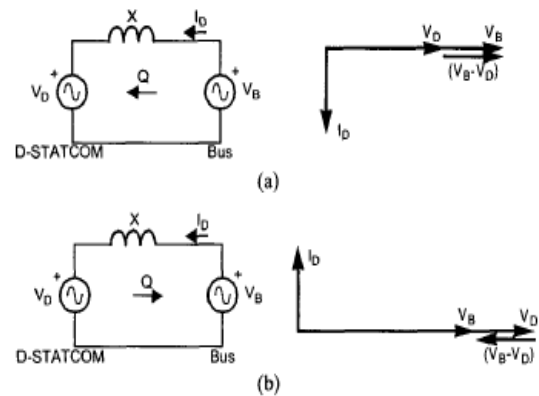 X
I_D
V_D
+
Q
+
V_B
D-STATCOM
Bus
V_D
V_B
(V_B-V_D)
I_D
(a)
X
I_D
V_D
+
Q
+
V_B
D-STATCOM
Bus
I_D
V_B
V_D
(V_B-V_D)
(b)